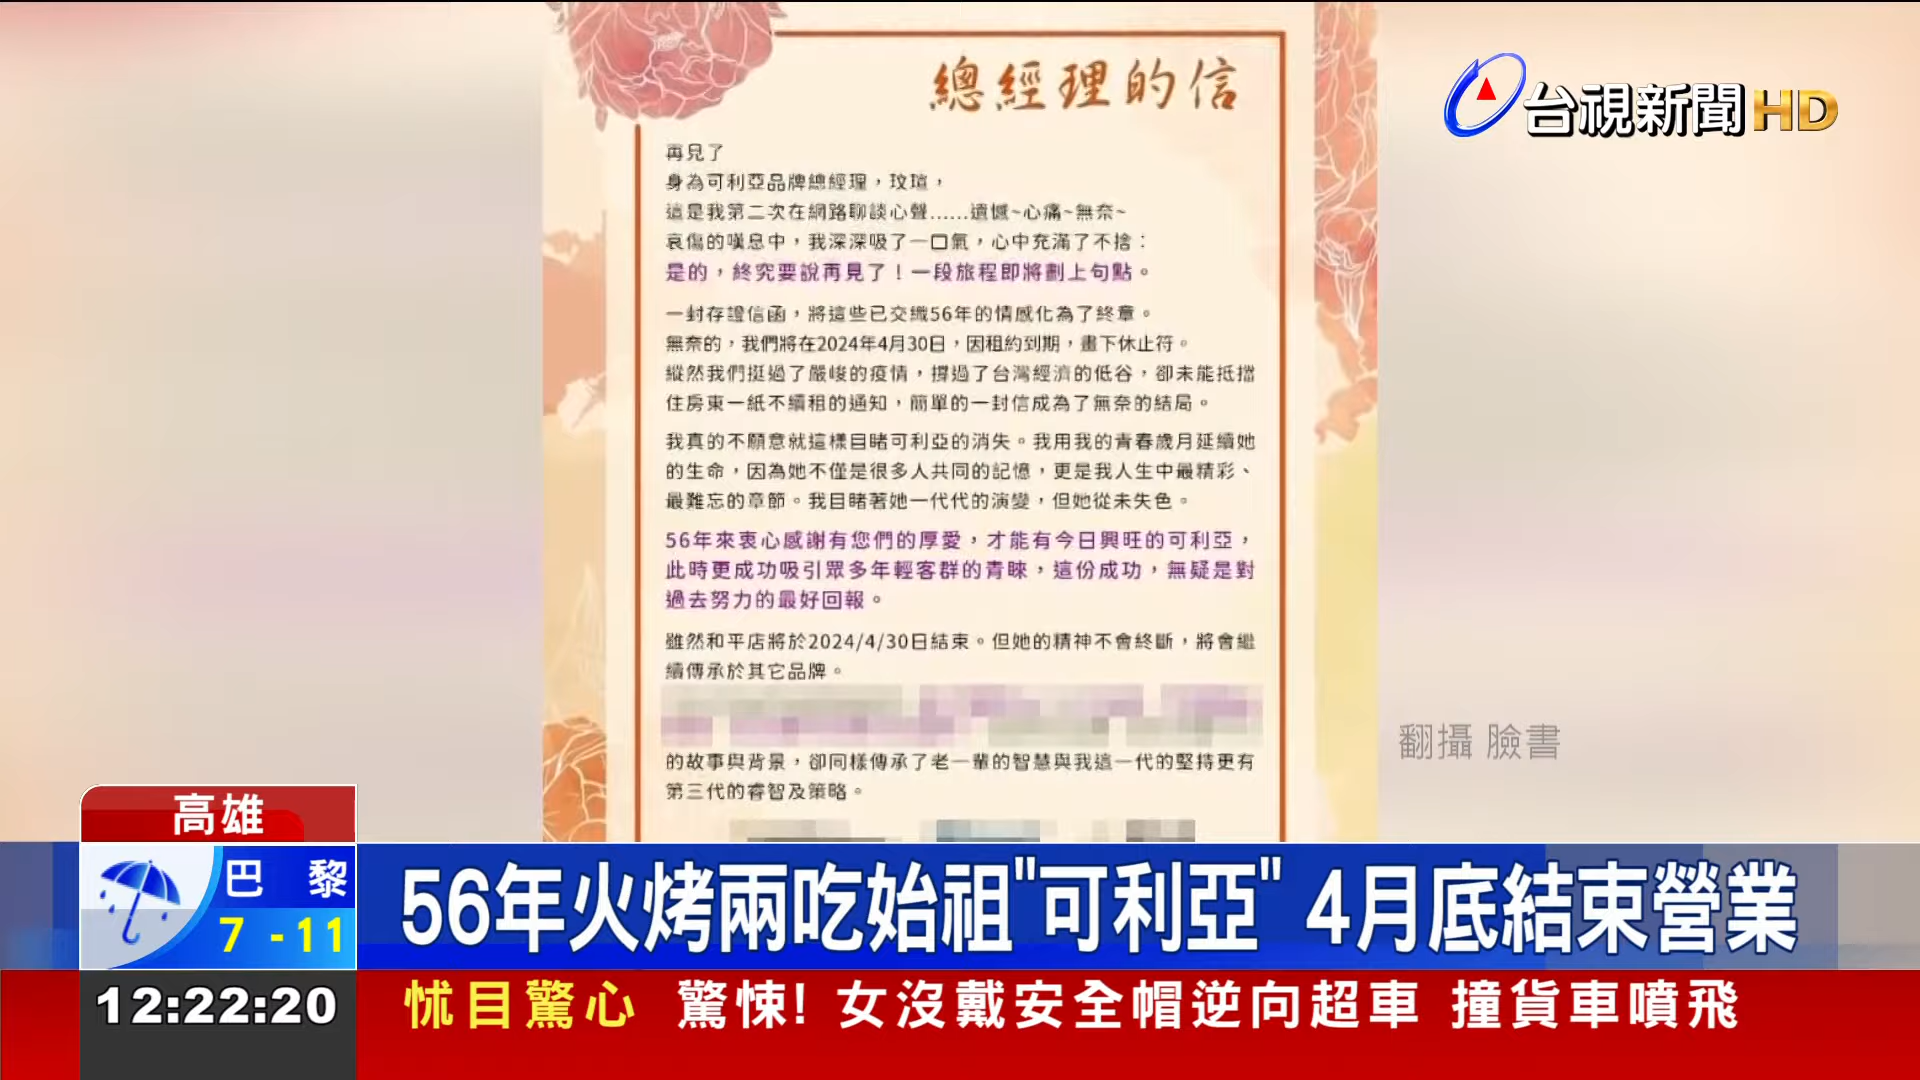 總經理的信
台視新聞HD
再見了
身為可利亞品牌總經理，玟瑄，
這是我第二次在網路聊談心聲......遺憾~心痛~無奈~
哀傷的嘆息中，我深深吸了一口氣，心中充滿了不捨：
是的，終究要說再見了！一段旅程即將劃上句點。
一封存證信函，將這些已交織56年的情感化為了終章。
無奈的，我們將在2024年4月30日，因租約到期，畫下休止符。
縱然我們挺過了嚴峻的疫情，撐過了台灣經濟的低谷，卻未能抵擋
住房東一紙不續租的通知，簡單的一封信成為了無奈的結局。
我真的不願意就這樣目睹可利亞的消失。我用我的青春歲月延續她
的生命，因為她不僅是很多人共同的記憶，更是我人生中最精彩、
最難忘的章節。我目睹著她一代代的演變，但她從未失色。
56年來衷心感謝有您們的厚愛，才能有今日興旺的可利亞，
此時更成功吸引眾多年輕客群的青睞，這份成功，無疑是對
過去努力的最好回報。
雖然和平店將於2024/4/30日結束。但她的精神不會終斷，將會繼
續傳承於其它品牌。
的故事與背景，卻同樣傳承了老一輩的智慧與我這一代的堅持更有
第三代的睿智及策略。
翻攝 臉書
高雄
巴 黎
7 -11
56年火烤兩吃始祖"可利亞" 4月底結束營業
12:22:20
怵目驚心 驚悚! 女沒戴安全帽逆向超車 撞貨車噴飛